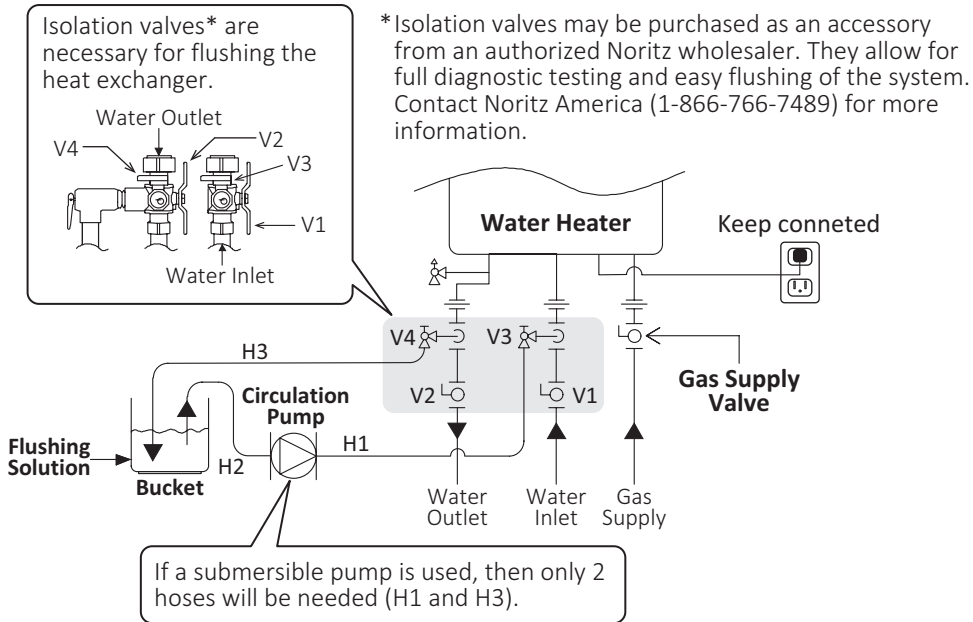 Isolation valves* are
necessary for flushing the
heat exchanger.
Water Outlet
V4
V2
V3
V1
Water Inlet
*Isolation valves may be purchased as an accessory
from an authorized Noritz wholesaler. They allow for
full diagnostic testing and easy flushing of the system.
Contact Noritz America (1-866-766-7489) for more
information.
Water Heater
Keep conneted
V4
V3
V2
V1
Gas Supply
Valve
H3
Circulation
Pump
H1
H2
Flushing
Solution
Bucket
Water
Outlet
Water
Inlet
Gas
Supply
If a submersible pump is used, then only 2
hoses will be needed (H1 and H3).